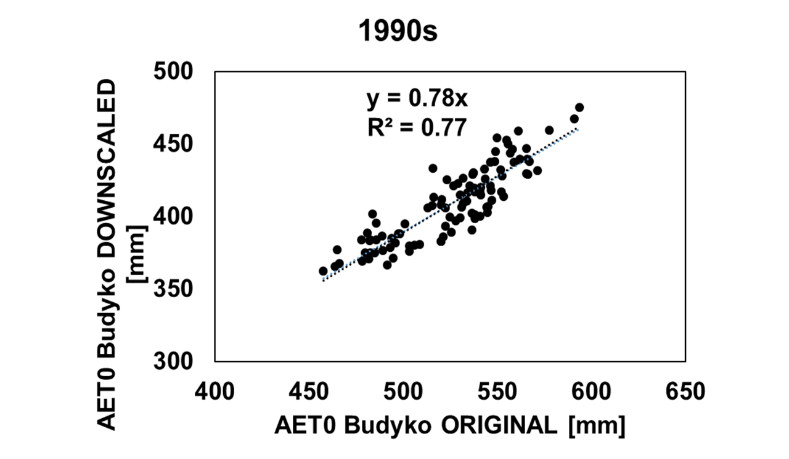 1990s
AET0 Budyko DOWNSCALED
[mm]
500
450
400
350
300
y = 0.78x
R² = 0.77
400 450 500 550 600 650
AET0 Budyko ORIGINAL [mm]